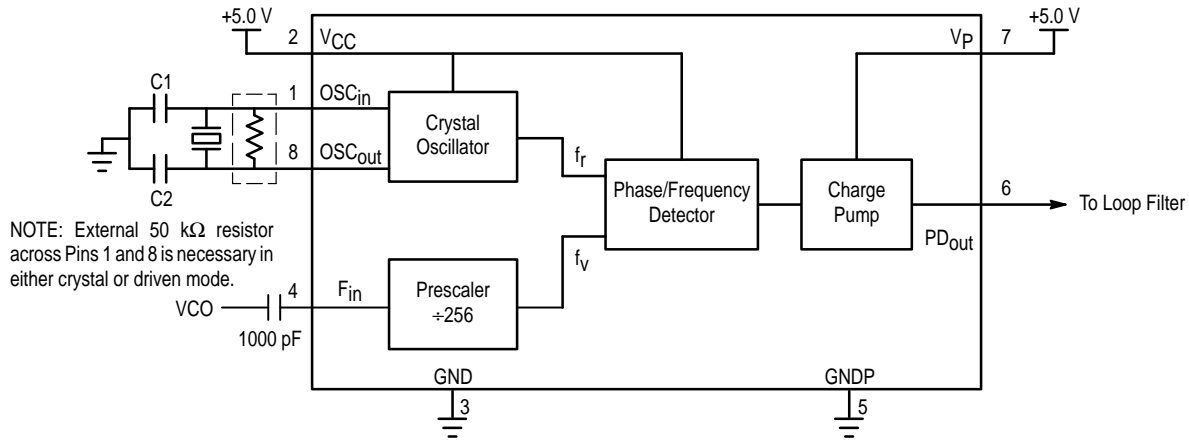 +5.0 V
2
VCC
VP
7
+5.0 V
C1
1
OSCin
Crystal
Oscillator
8
OSCout
C2
fr
Phase/Frequency
Detector
Charge
Pump
6
To Loop Filter
PDout
NOTE: External 50 kΩ resistor
across Pins 1 and 8 is necessary in
either crystal or driven mode.
fv
VCO
4
Fin
1000 pF
Prescaler
÷256
GND
3
GNDP
5